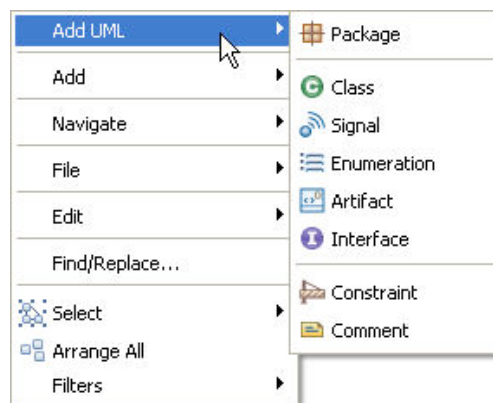 Add UML
Add
Navigate
File
Edit
Find/Replace...
Select
Arrange All
Filters
Package
Class
Signal
Enumeration
Artifact
Interface
Constraint
Comment